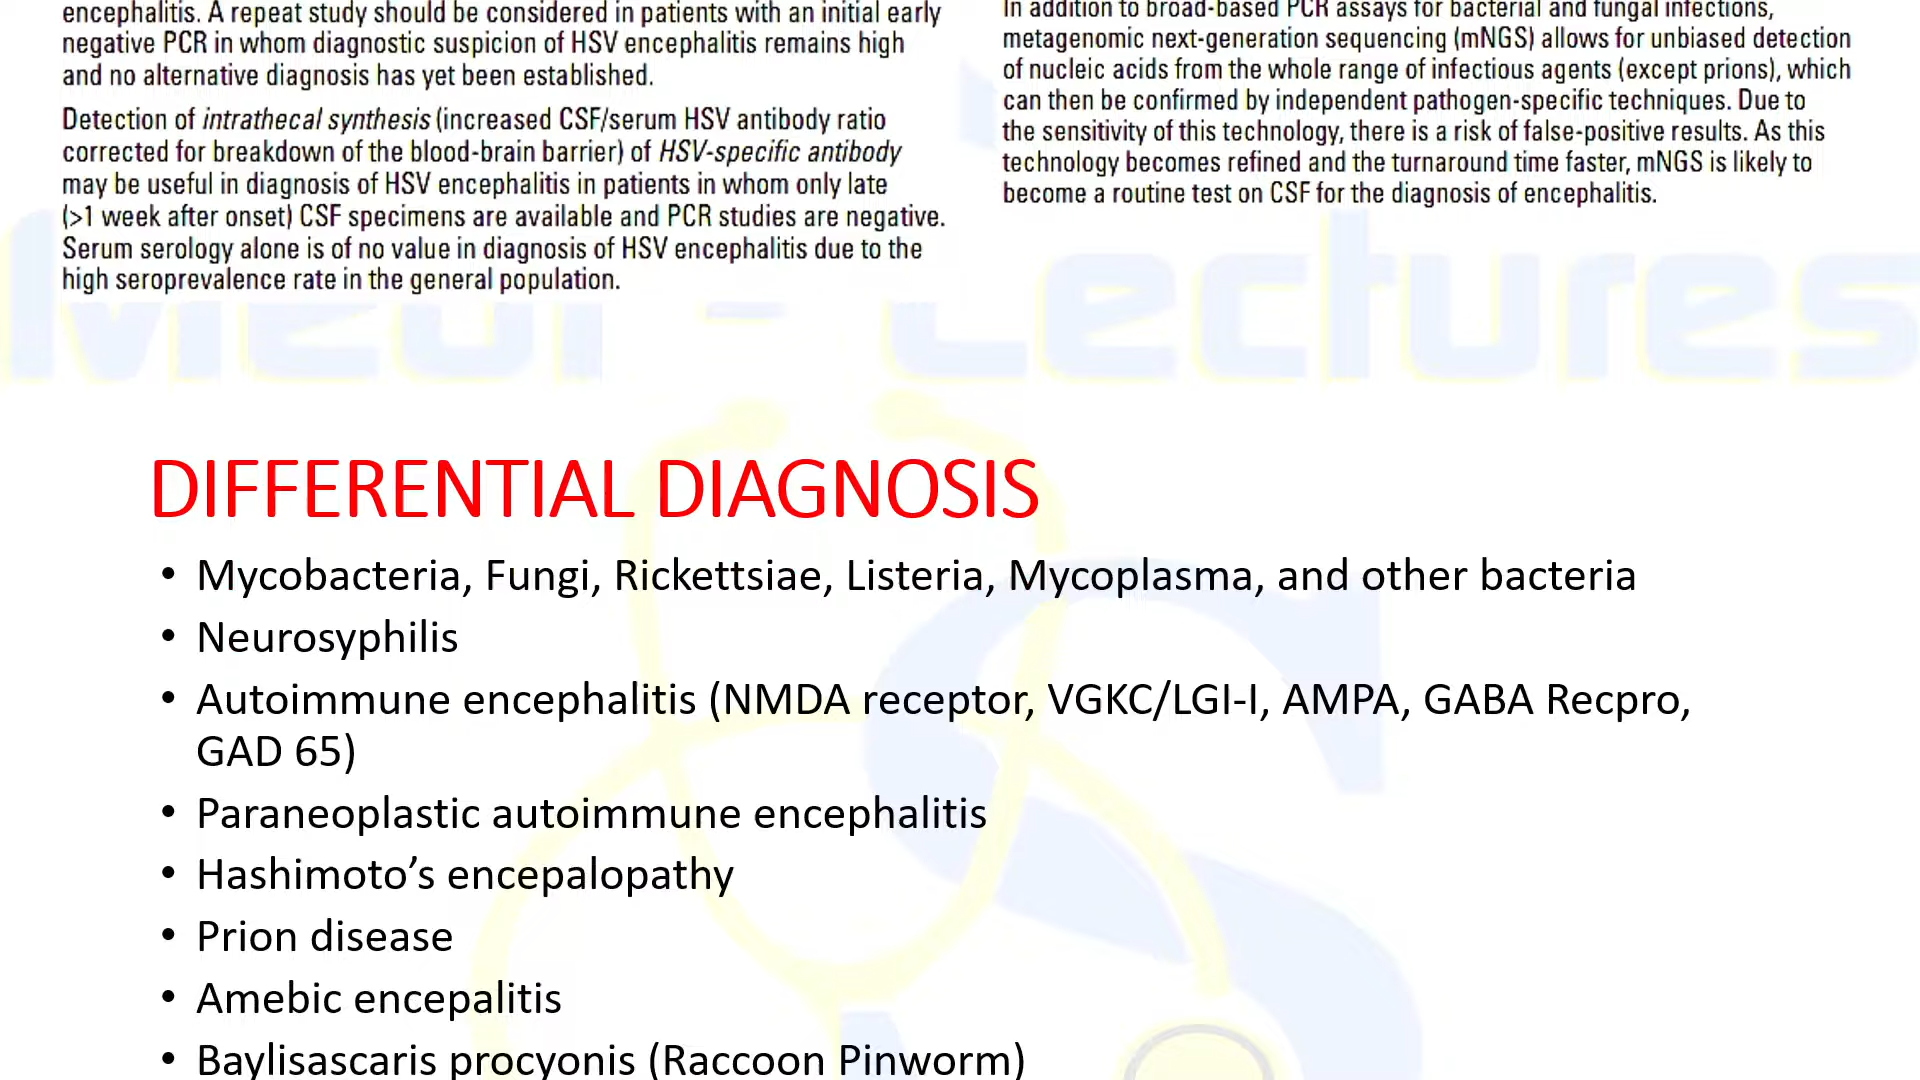 encephalitis. A repeat study should be considered in patients with an initial early
negative PCR in whom diagnostic suspicion of HSV encephalitis remains high
and no alternative diagnosis has yet been established.
Detection of intrathecal synthesis (increased CSF/serum HSV antibody ratio
corrected for breakdown of the blood-brain barrier) of HSV-specific antibody
may be useful in diagnosis of HSV encephalitis in patients in whom only late
(>1 week after onset) CSF specimens are available and PCR studies are negative.
Serum serology alone is of no value in diagnosis of HSV encephalitis due to the
high seroprevalence rate in the general population.
In addition to broad-based PCR assays for bacterial and fungal infections,
metagenomic next-generation sequencing (mNGS) allows for unbiased detection
of nucleic acids from the whole range of infectious agents (except prions), which
can then be confirmed by independent pathogen-specific techniques. Due to
the sensitivity of this technology, there is a risk of false-positive results. As this
technology becomes refined and the turnaround time faster, mNGS is likely to
become a routine test on CSF for the diagnosis of encephalitis.
Medi - Lectures
DIFFERENTIAL DIAGNOSIS
• Mycobacteria, Fungi, Rickettsiae, Listeria, Mycoplasma, and other bacteria
• Neurosyphilis
• Autoimmune encephalitis (NMDA receptor, VGKC/LGI-I, AMPA, GABA Recpro,
GAD 65)
• Paraneoplastic autoimmune encephalitis
• Hashimoto’s encepalopathy
• Prion disease
• Amebic encepalitis
• Baylisascaris procyonis (Raccoon Pinworm)